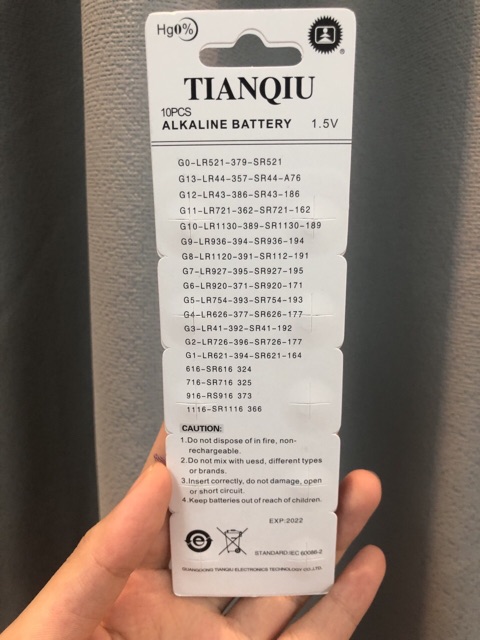 Hg0%
®
TIANQIU
10PCS
ALKALINE BATTERY 1.5V
G0-LR521-379-SR521
G13-LR44-357-SR44-A76
G12-LR43-386-SR43-186
G11-LR721-362-SR721-162
G10-LR1130-389-SR1130-189
G9-LR936-394-SR936-194
G8-LR1120-391-SR112-191
G7-LR927-395-SR927-195
G6-LR920-371-SR920-171
G5-LR754-393-SR754-193
G4-LR626-377-SR626-177
G3-LR41-392-SR41-192
G2-LR726-396-SR726-177
G1-LR621-394-SR621-164
616-SR616 324
716-SR716 325
916-RS916 373
1116-SR1116 366
CAUTION:
1.Do not dispose of in fire, non-
rechargeable.
2.Do not mix with uesd, different types
or brands.
3.Insert correctly, do not damage, open
or short circuit.
4.Keep batteries out of reach of children.
EXP:2022
STANDARD:IEC 60086-2
GUANGDONG TIANQIU ELECTRONICS TECHNOLOGY CO.,LTD.